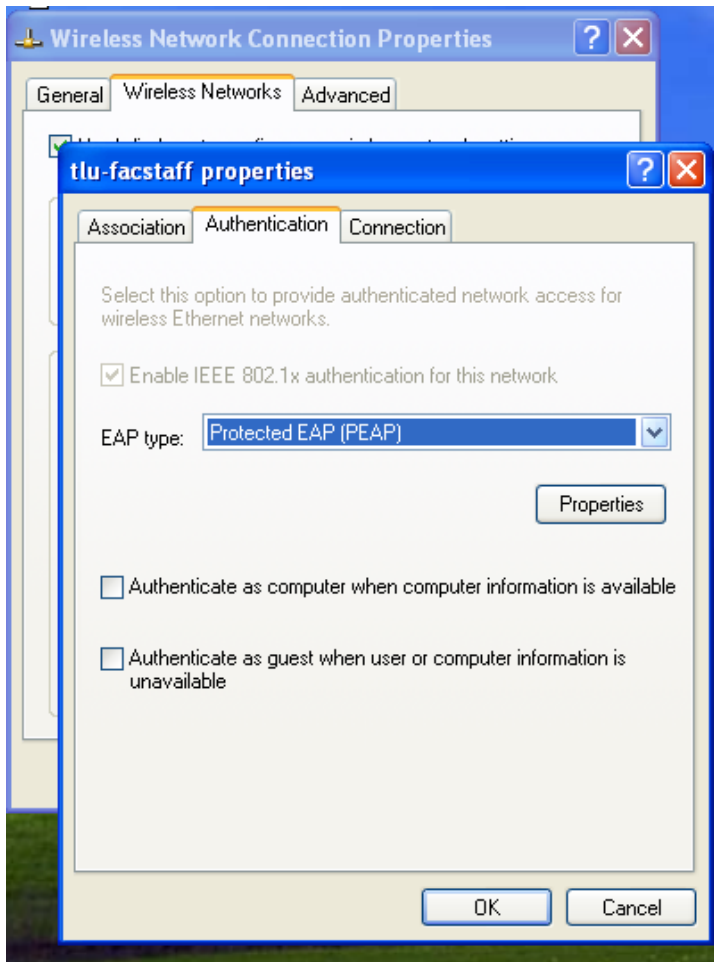 Wireless Network Connection Properties
General
Wireless Networks
Advanced
tlu-facstaff properties
Association
Authentication
Connection
Select this option to provide authenticated network access for
wireless Ethernet networks.
Enable IEEE 802.1x authentication for this network
EAP type:
Protected EAP (PEAP)
Properties
Authenticate as computer when computer information is available
Authenticate as guest when user or computer information is
unavailable
OK
Cancel